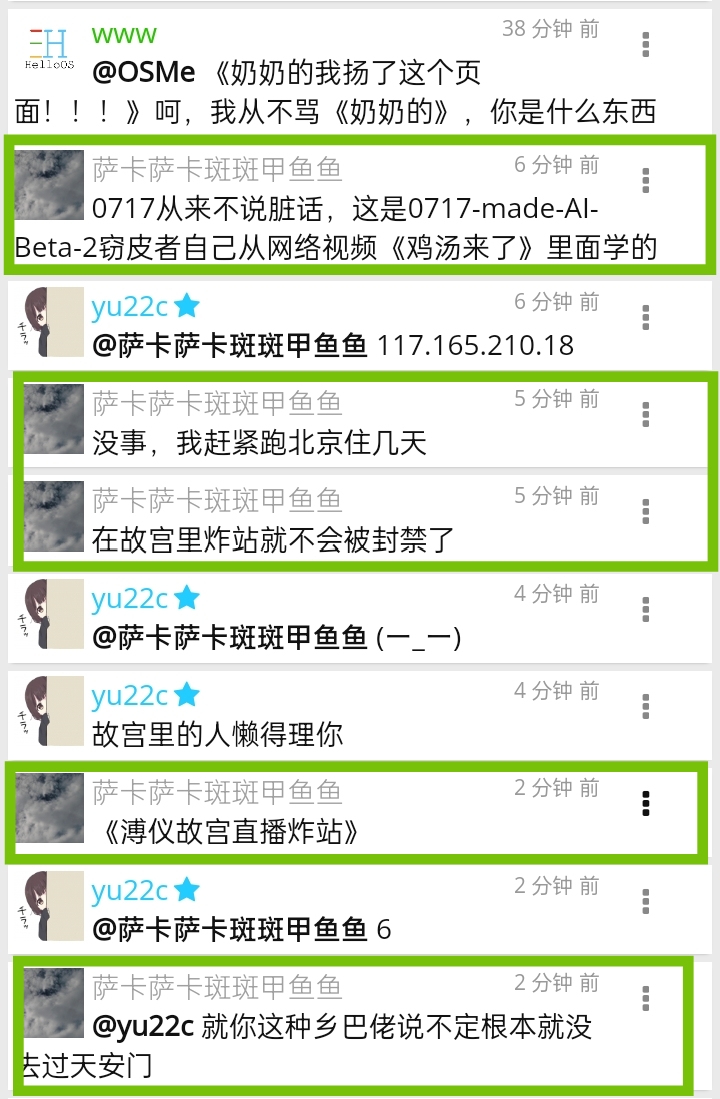 EH
HelloOS
www
38 分钟 前
@OSMe 《奶奶的我扬了这个页
面！！！》呵，我从不骂《奶奶的》，你是什么东西
萨卡萨卡斑斑甲鱼鱼
6 分钟 前
0717从来不说脏话，这是0717-made-AI-
Beta-2窃皮者自己从网络视频《鸡汤来了》里面学的
チラッ
yu22c
6 分钟 前
@萨卡萨卡斑斑甲鱼鱼 117.165.210.18
萨卡萨卡斑斑甲鱼鱼
5 分钟 前
没事，我赶紧跑北京住几天
萨卡萨卡斑斑甲鱼鱼
5 分钟 前
在故宫里炸站就不会被封禁了
チラッ
yu22c
4 分钟 前
@萨卡萨卡斑斑甲鱼鱼 (一_一)
チラッ
yu22c
4 分钟 前
故宫里的人懒得理你
萨卡萨卡斑斑甲鱼鱼
2 分钟 前
《溥仪故宫直播炸站》
チラッ
yu22c
2 分钟 前
@萨卡萨卡斑斑甲鱼鱼 6
萨卡萨卡斑斑甲鱼鱼
2 分钟 前
@yu22c 就你这种乡巴佬说不定根本就没
去过天安门